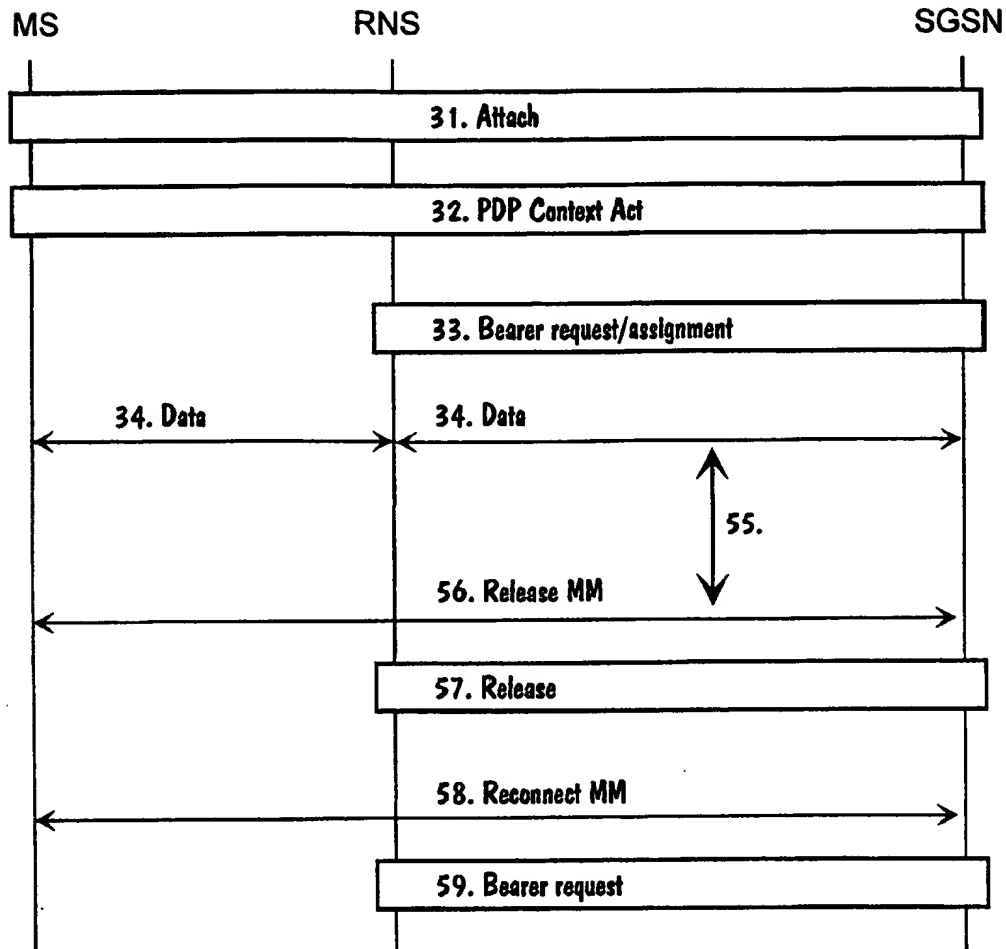 MS RNS SGSN
31. Attach
32. PDP Context Act
33. Bearer request/assignment
34. Data 34. Data
55.
56. Release MM
57. Release
58. Reconnect MM
59. Bearer request